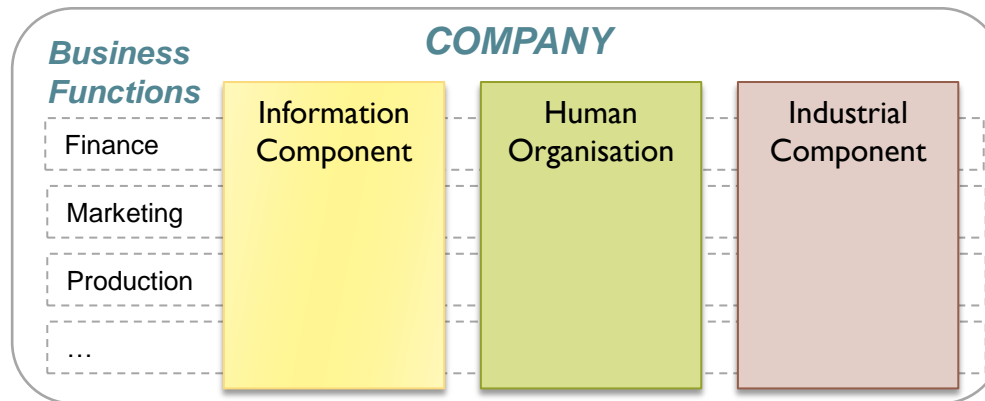 COMPANY
Business
Functions
Information
Component
Human
Organisation
Industrial
Component
Finance
Marketing
Production
…